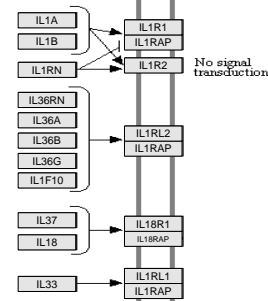 IL1A
IL1B
IL1RN
IL1R1
IL1RAP
IL1R2
No signal
transduction
IL36RN
IL36A
IL36B
IL36G
IL1F10
IL1RL2
IL1RAP
IL37
IL18
IL18R1
IL18RAP
IL33
IL1RL1
IL1RAP